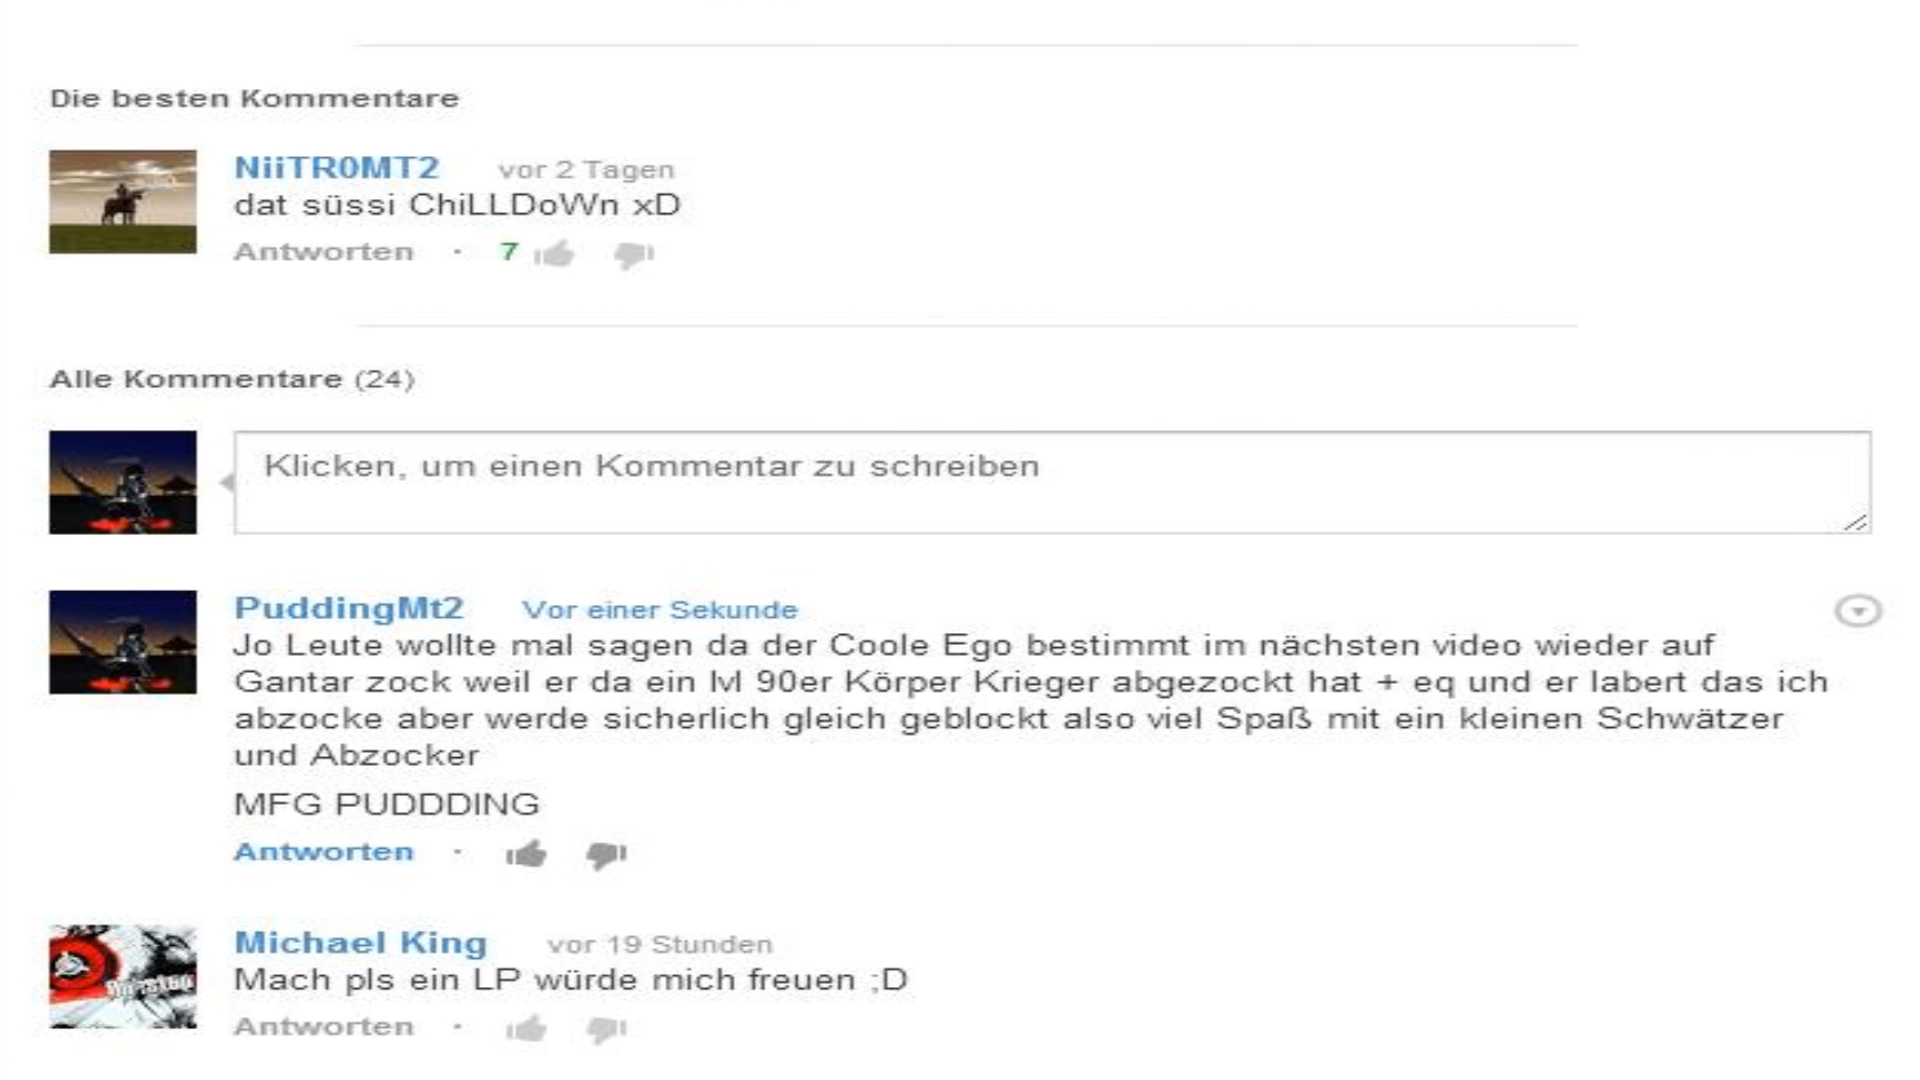 Die besten Kommentare
NiiTR0MT2 vor 2 Tagen
dat süssi ChiLLDoWn xD
Antworten · 7
Alle Kommentare (24)
Klicken, um einen Kommentar zu schreiben
PuddingMt2 Vor einer Sekunde
Jo Leute wollte mal sagen da der Coole Ego bestimmt im nächsten video wieder auf
Gantar zock weil er da ein lvl 90er Körper Krieger abgezockt hat + eq und er labert das ich
abzocke aber werde sicherlich gleich geblockt also viel Spaß mit ein kleinen Schwätzer
und Abzocker
MFG PUDDDING
Antworten ·
Michael King vor 19 Stunden
Mach pls ein LP würde mich freuen ;D
Antworten ·